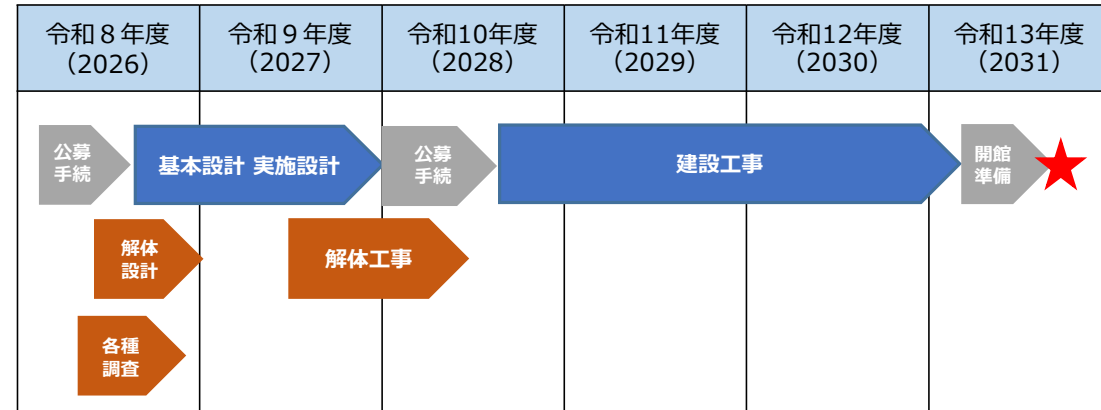 令和８年度
（2026）
令和９年度
（2027）
令和10年度
（2028）
令和11年度
（2029）
令和12年度
（2030）
令和13年度
（2031）
公募
手続
基本設計 実施設計
公募
手続
建設工事
開館
準備
解体
設計
解体工事
各種
調査